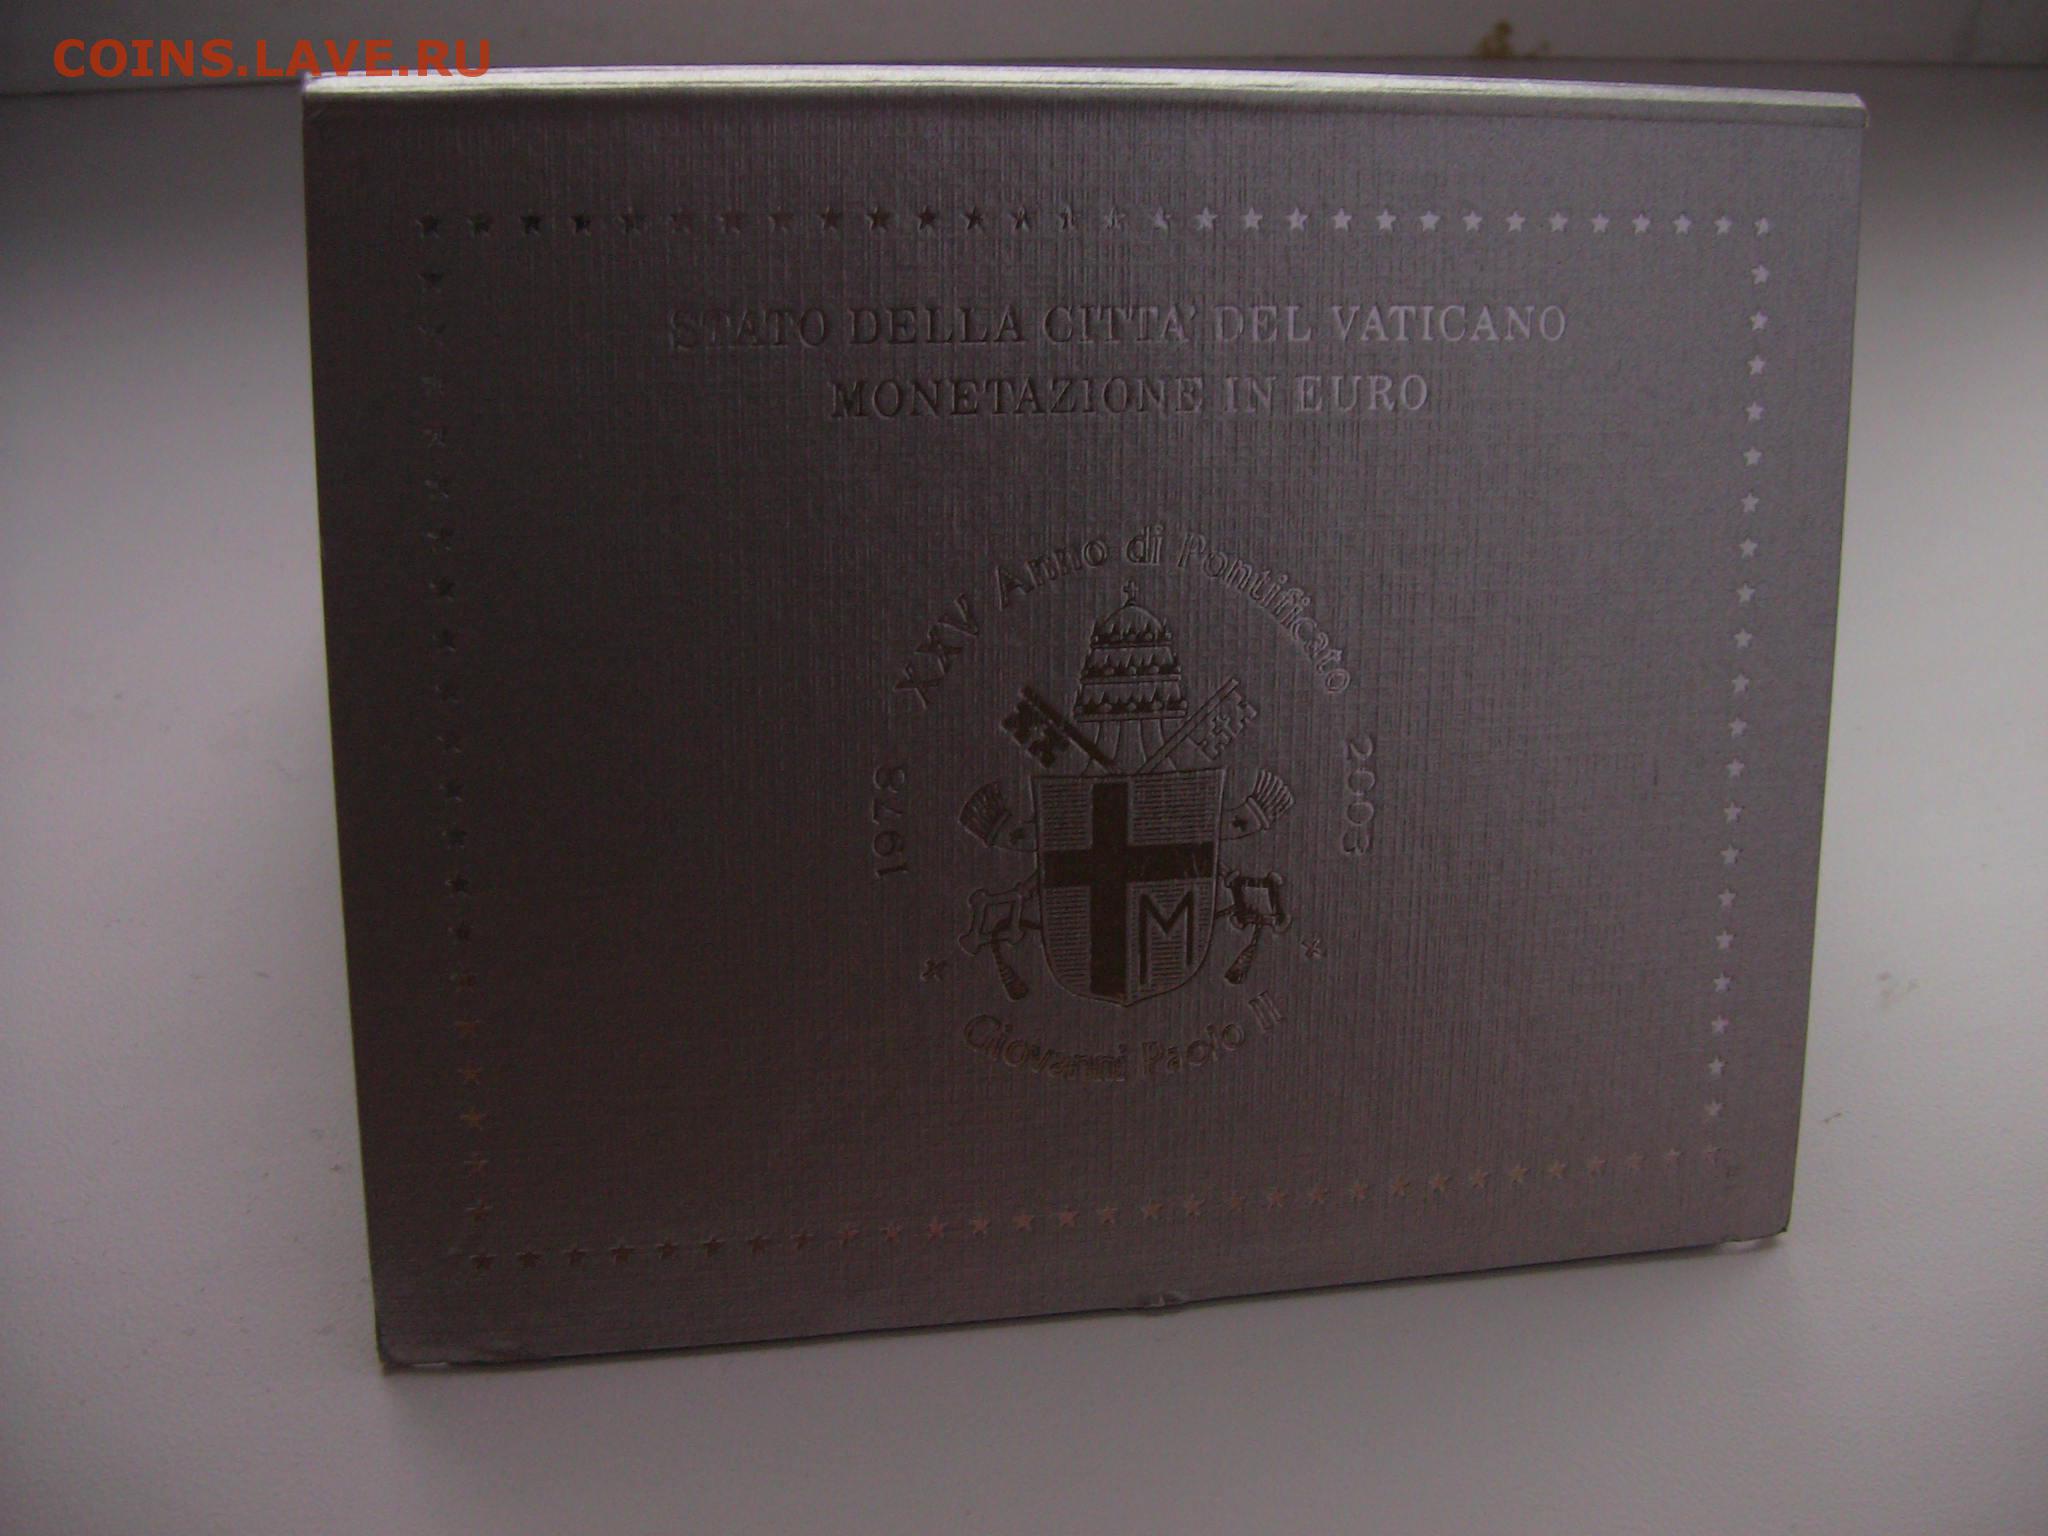 COINS.LAVE.RU
STATO DELLA CITTA' DEL VATICANO
MONETAZIONE IN EURO
XXV Anno di Pontificato
1978
2003
M
Giovanni Paolo II